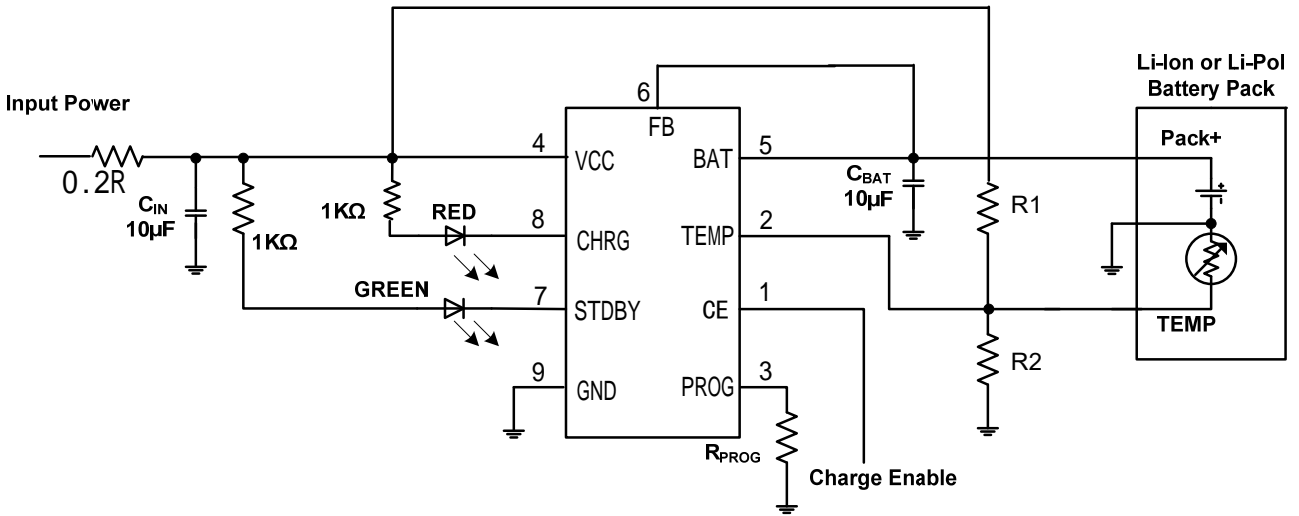 Li-Ion or Li-Pol
Battery Pack
Input Power
6
FB
4
VCC
BAT
5
Pack+
0.2R
CIN
10µF
1KΩ
1KΩ
RED
8
CHRG
TEMP
2
CBAT
10µF
R1
+
-
GREEN
7
STDBY
CE
1
TEMP
9
GND
PROG
3
R2
RPROG
Charge Enable